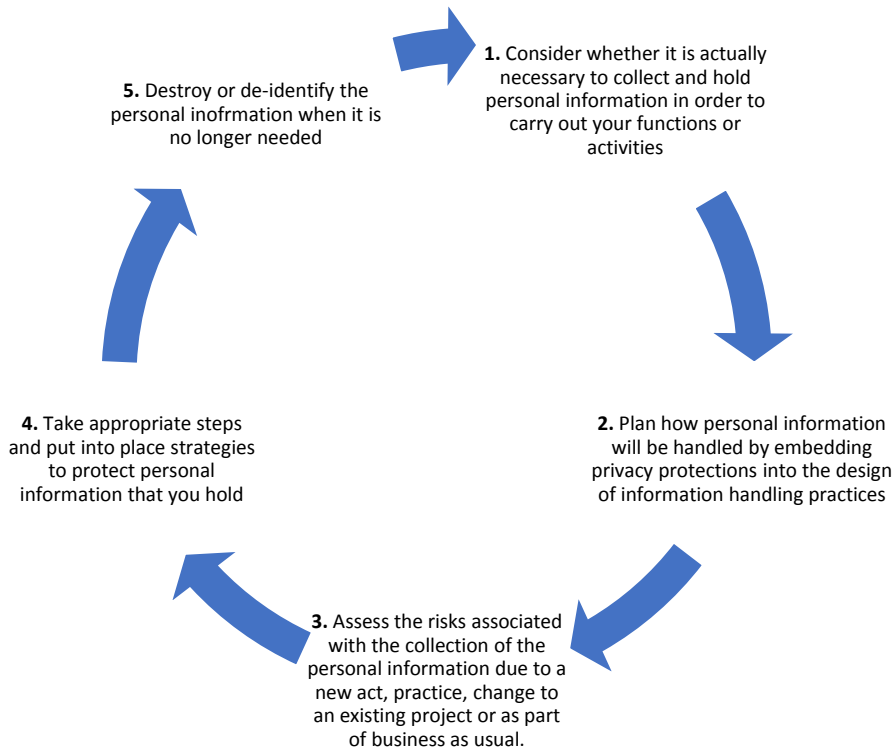 1. Consider whether it is actually
necessary to collect and hold
personal information in order to
carry out your functions or
activities
2. Plan how personal information
will be handled by embedding
privacy protections into the design
of information handling practices
3. Assess the risks associated
with the collection of the
personal information due to a
new act, practice, change to
an existing project or as part
of business as usual.
4. Take appropriate steps
and put into place strategies
to protect personal
information that you hold
5. Destroy or de-identify the
personal inofrmation when it is
no longer needed